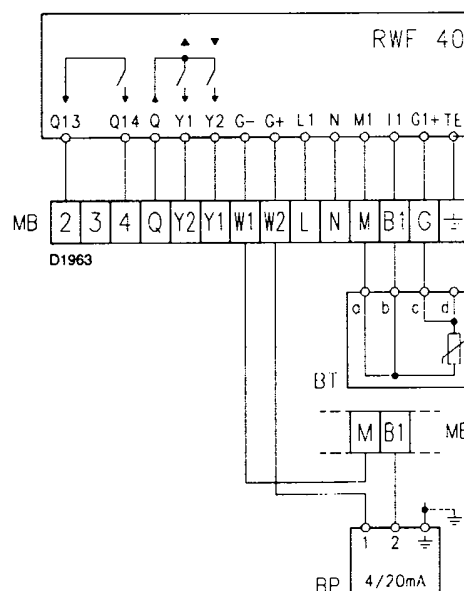 RWF 40
Q13 Q14 Q Y1 Y2 G- G+ L1 N M1 I1 G1+ TE
MB 2 3 4 Q Y2 Y1 W1 W2 L N M B1 G
D1963
a b c d
BT
M B1 MB
1 2
BP 4/20mA